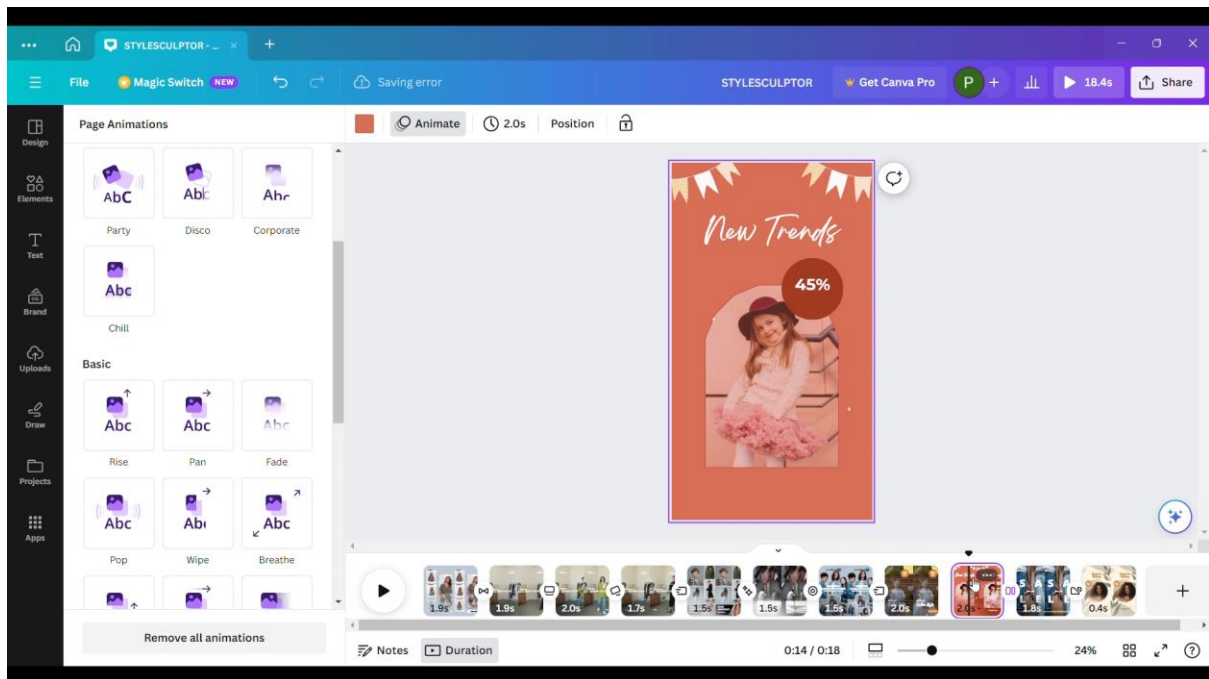 STYLESCULPTOR - ...
File
Magic Switch NEW
Saving error
STYLESCULPTOR
Get Canva Pro
P
18.4s
Share
Design
Elements
Text
Brand
Uploads
Draw
Projects
Apps
Page Animations
AbC
Abc
Abc
Party
Disco
Corporate
Abc
Chill
Basic
Abc
Abc
Abc
Rise
Pan
Fade
Abc
Abc
Abc
Pop
Wipe
Breathe
Remove all animations
Animate
2.0s
Position
New Trends
45%
1.9s
1.9s
2.0s
1.7s
1.5s
1.5s
1.5s
2.0s
2.0s
1.8s
0.4s
Notes
Duration
0:14 / 0:18
24%